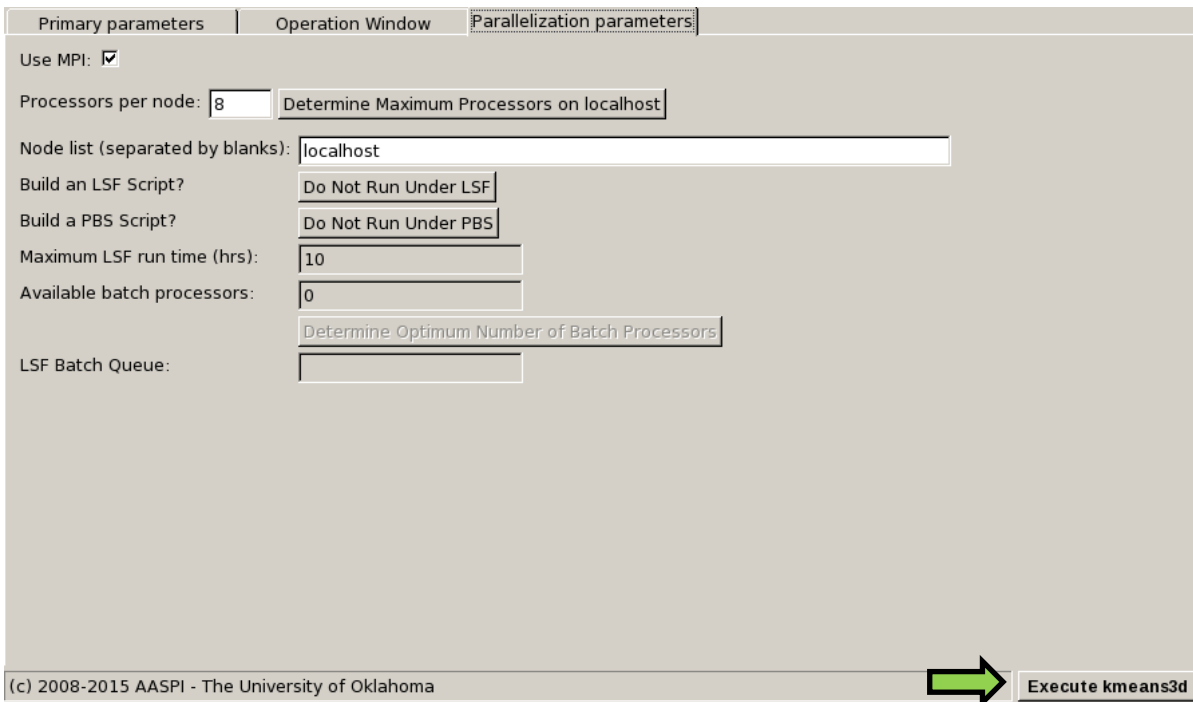 Primary parameters Operation Window Parallelization parameters
Use MPI:
Processors per node: 8 Determine Maximum Processors on localhost
Node list (separated by blanks): localhost
Build an LSF Script? Do Not Run Under LSF
Build a PBS Script? Do Not Run Under PBS
Maximum LSF run time (hrs): 10
Available batch processors: 0
Determine Optimum Number of Batch Processors
LSF Batch Queue:
(c) 2008-2015 AASPI - The University of Oklahoma Execute kmeans3d